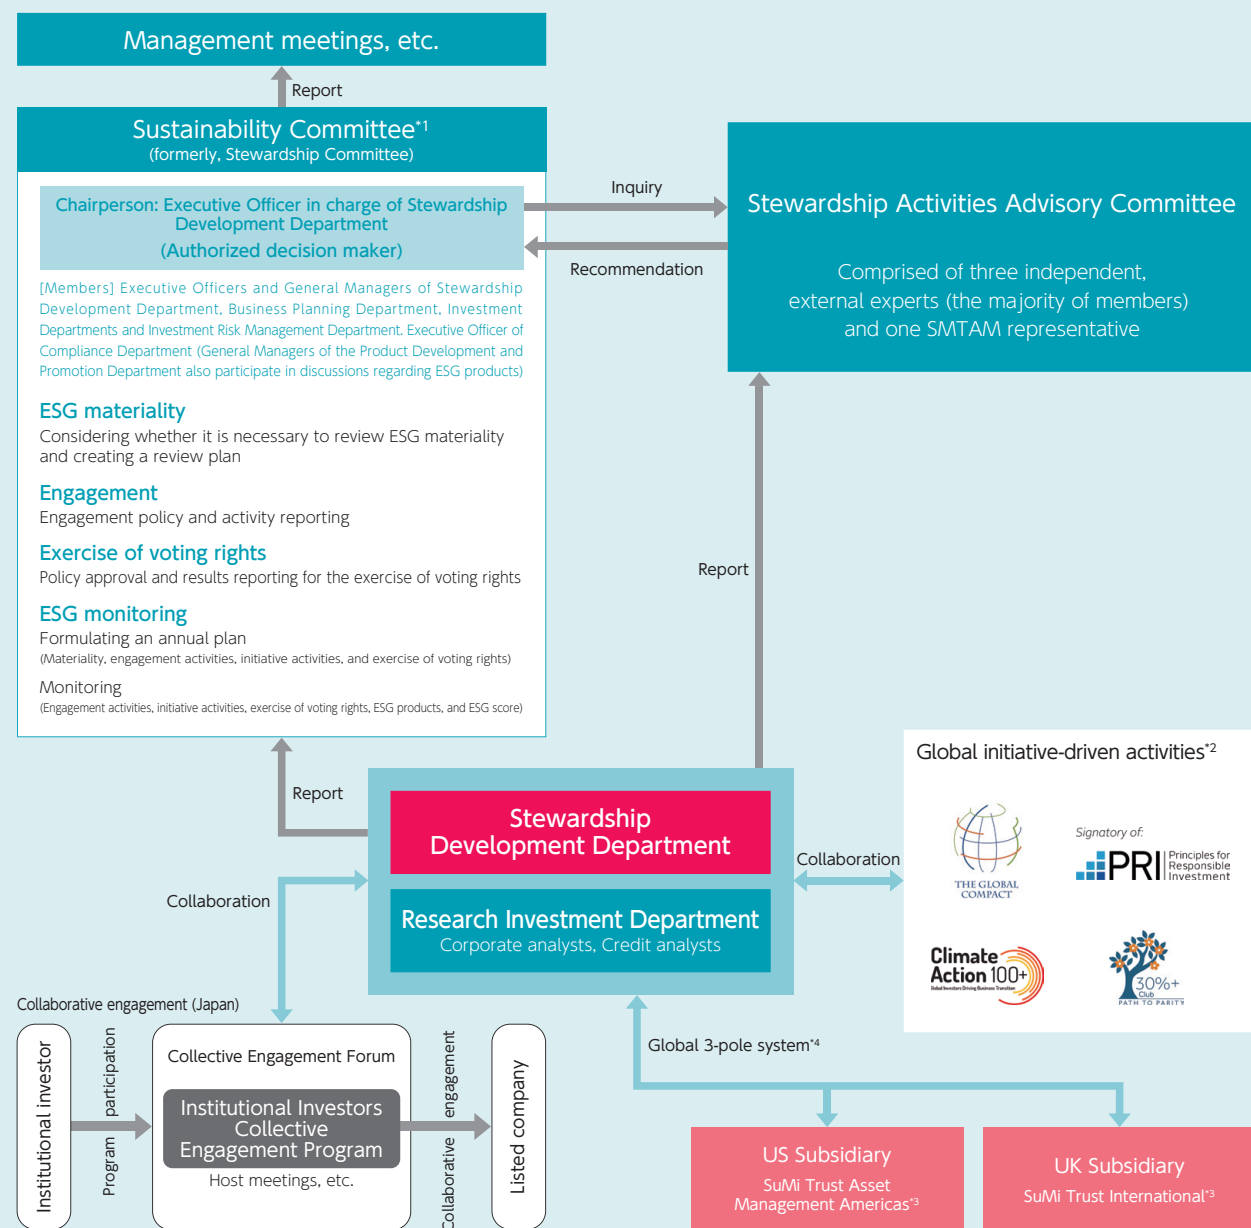 Management meetings, etc.
Report
Sustainability Committee*1
(formerly, Stewardship Committee)
Chairperson: Executive Officer in charge of Stewardship
Development Department
(Authorized decision maker)
[Members] Executive Officers and General Managers of Stewardship
Development Department, Business Planning Department, Investment
Departments and Investment Risk Management Department. Executive Officer of
Compliance Department (General Managers of the Product Development and
Promotion Department also participate in discussions regarding ESG products)
ESG materiality
Considering whether it is necessary to review ESG materiality
and creating a review plan
Engagement
Engagement policy and activity reporting
Exercise of voting rights
Policy approval and results reporting for the exercise of voting rights
ESG monitoring
Formulating an annual plan
(Materiality, engagement activities, initiative activities, and exercise of voting rights)
Monitoring
(Engagement activities, initiative activities, exercise of voting rights, ESG products, and ESG score)
Inquiry
Recommendation
Stewardship Activities Advisory Committee
Comprised of three independent,
external experts (the majority of members)
and one SMTAM representative
Report
Report
Stewardship
Development Department
Research Investment Department
Corporate analysts, Credit analysts
Collaboration
Global initiative-driven activities*2
THE GLOBAL
COMPACT
Signatory of:
PRI
Principles for
Responsible
Investment
Climate
Action 100+
Global Investors Driving Business Transition
30%+
Club
PATH TO PARITY
Collaboration
Collaborative engagement (Japan)
Institutional investor
Program participation
Collective Engagement Forum
Institutional Investors
Collective
Engagement Program
Host meetings, etc.
Collaborative engagement
Listed company
Global 3-pole system*4
US Subsidiary
SuMi Trust Asset
Management Americas*3
UK Subsidiary
SuMi Trust International*3